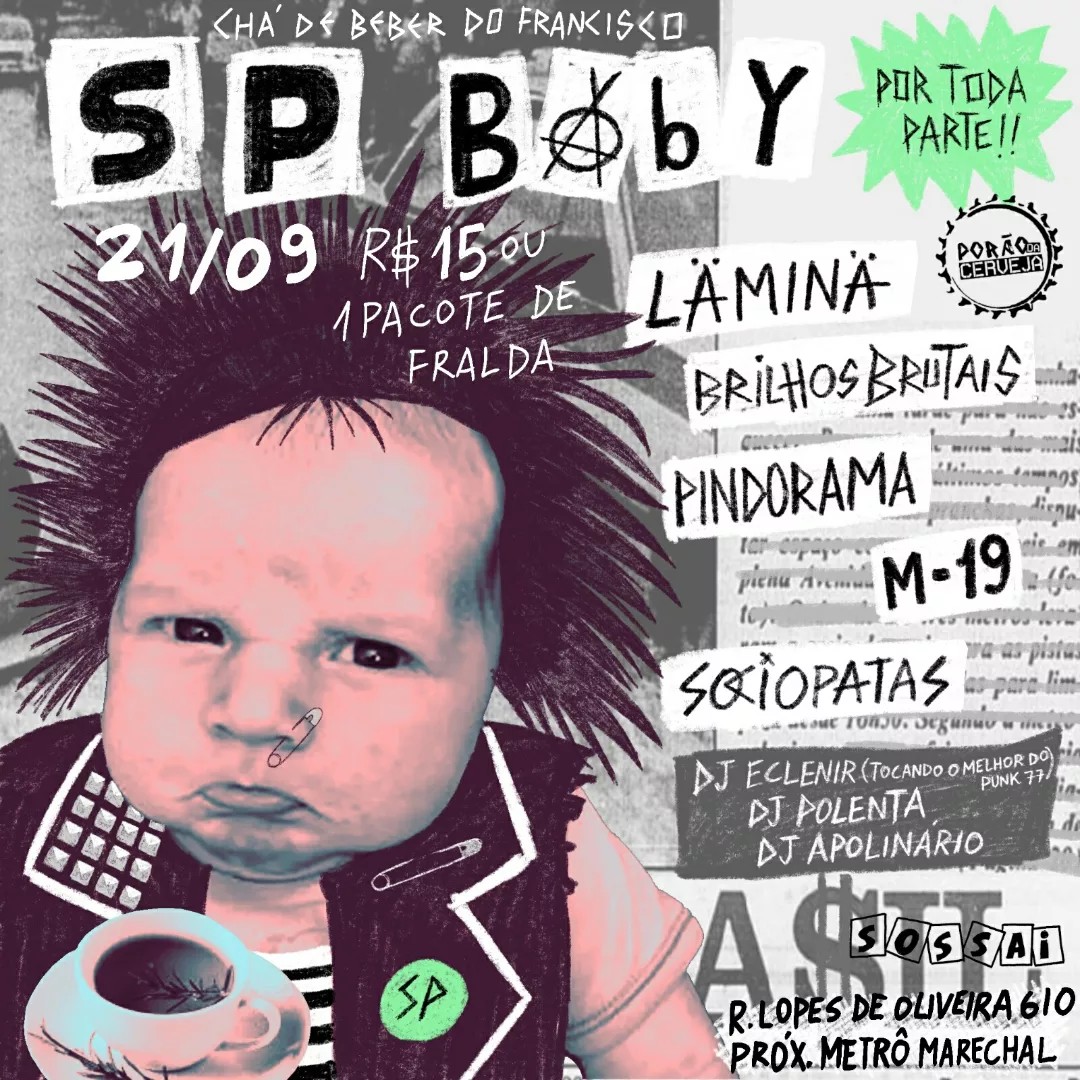 CHÁ DE BEBER DO FRANCISCO
SP BAbY
POR TODA
PARTE!!
21/09 R$ 15 OU
1 PACOTE DE
FRALDA
PORÃO DA
CERVEJA
LÄMINÄ
BRILHOS BRUTAIS
PINDORAMA
M-19
SOCIOPATAS
DJ ECLENIR (TOCANDO O MELHOR DO
PUNK 77)
DJ POLENTA
DJ APOLINÁRIO
SP
SOSSAi
R. LOPES DE OLIVEIRA 610
PRÓX. METRÔ MARECHAL